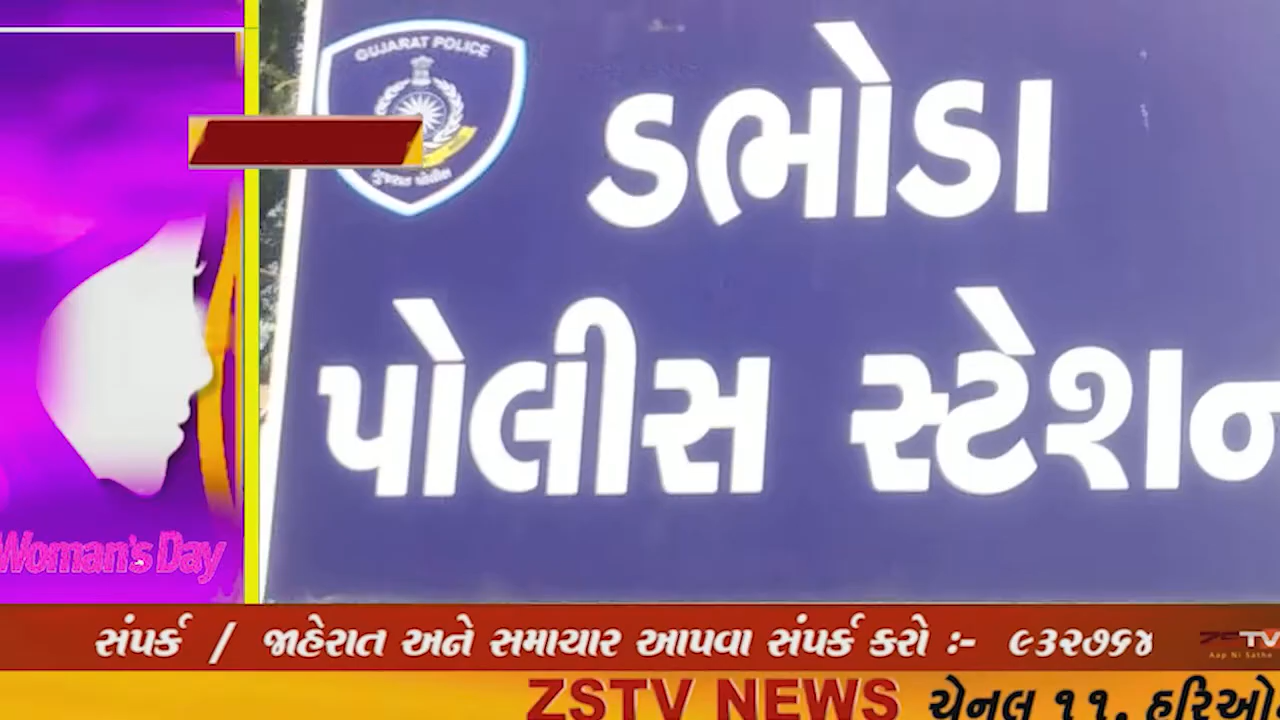 GUJARAT POLICE
ડભોડા
ગુજરાત પોલીસ
પોલીસ સ્ટેશન
Woman's Day
સંપર્ક / જાહેરાત અને સમાચાર આપવા સંપર્ક કરો :- ૯૩૨૭૬૪
ZSTV
Aap Ni Sathe
ZSTV NEWS ચેનલ ૧૧, હરિઓ